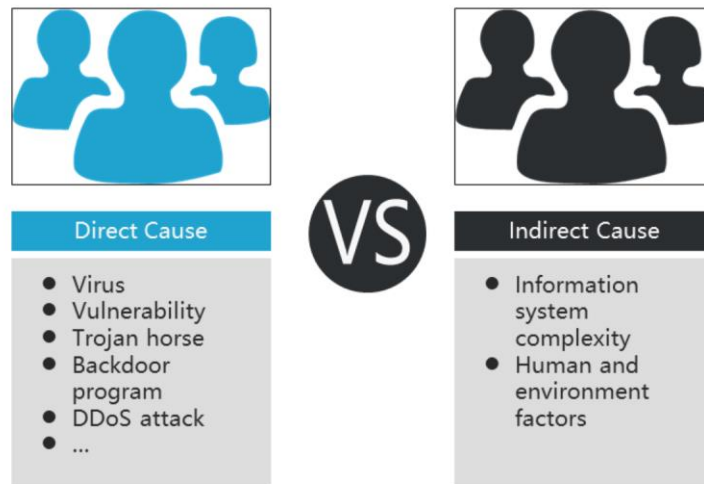 Direct Cause
● Virus
● Vulnerability
● Trojan horse
● Backdoor
program
● DDoS attack
● ...
VS
Indirect Cause
● Information
system
complexity
● Human and
environment
factors